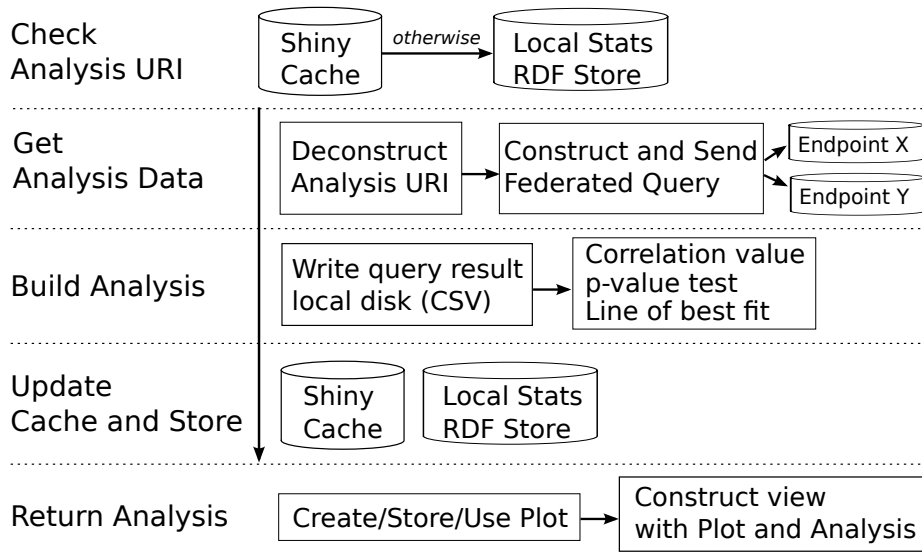 Check
Analysis URI
Shiny
Cache
otherwise
Local Stats
RDF Store
Get
Analysis Data
Deconstruct
Analysis URI
Construct and Send
Federated Query
Endpoint X
Endpoint Y
Build Analysis
Write query result
local disk (CSV)
Correlation value
p-value test
Line of best fit
Update
Cache and Store
Shiny
Cache
Local Stats
RDF Store
Return Analysis
Create/Store/Use Plot
Construct view
with Plot and Analysis